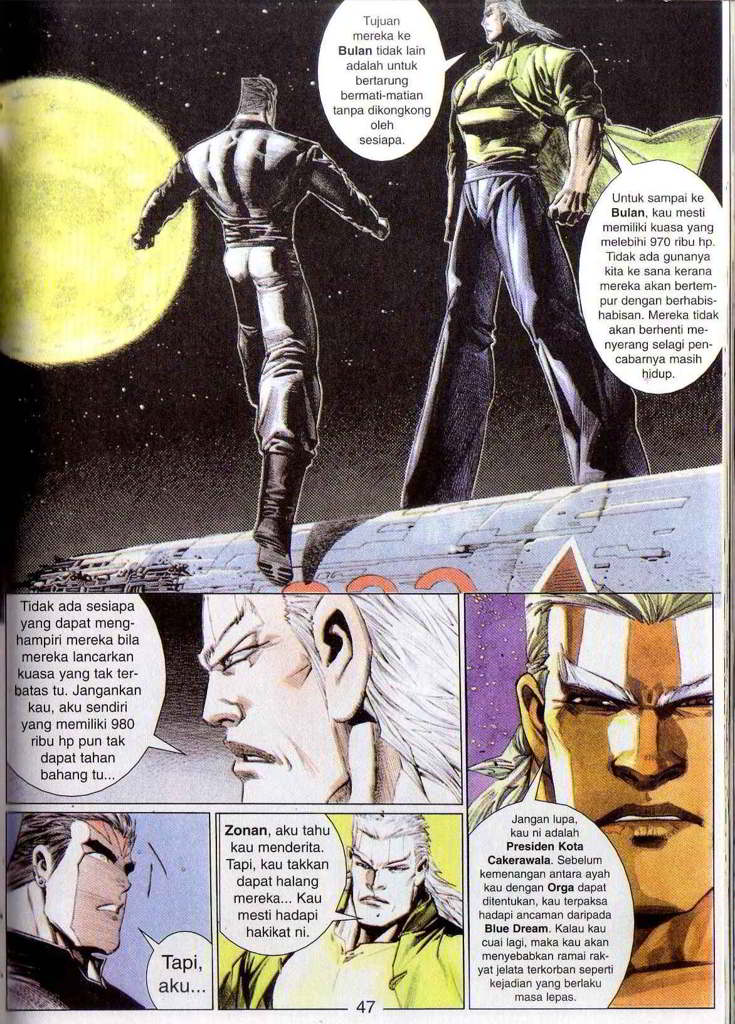 Tujuan
mereka ke
Bulan tidak lain
adalah untuk
bertarung
bermati-matian
tanpa dikongkong
oleh
sesiapa.
Untuk sampai ke
Bulan, kau mesti
memiliki kuasa yang
melebihi 970 ribu hp.
Tidak ada gunanya
kita ke sana kerana
mereka akan bertem-
pur dengan berhabis-
habisan. Mereka tidak
akan berhenti me-
nyerang selagi pen-
cabarnya masih
hidup.
Tidak ada sesiapa
yang dapat meng-
hampiri mereka bila
mereka lancarkan
kuasa yang tak ter-
batas tu. Jangankan
kau, aku sendiri
yang memiliki 980
ribu hp pun tak
dapat tahan
bahang tu...
Jangan lupa,
kau ni adalah
Presiden Kota
Cakerawala. Sebelum
kemenangan antara ayah
kau dengan Orga dapat
ditentukan, kau terpaksa
hadapi ancaman daripada
Blue Dream. Kalau kau
cuai lagi, maka kau akan
menyebabkan ramai rak-
yat jelata terkorban seperti
kejadian yang berlaku
masa lepas.
Tapi,
aku...
Zonan, aku tahu
kau menderita.
Tapi, kau takkan
dapat halang
mereka... Kau
mesti hadapi
hakikat ni.
47